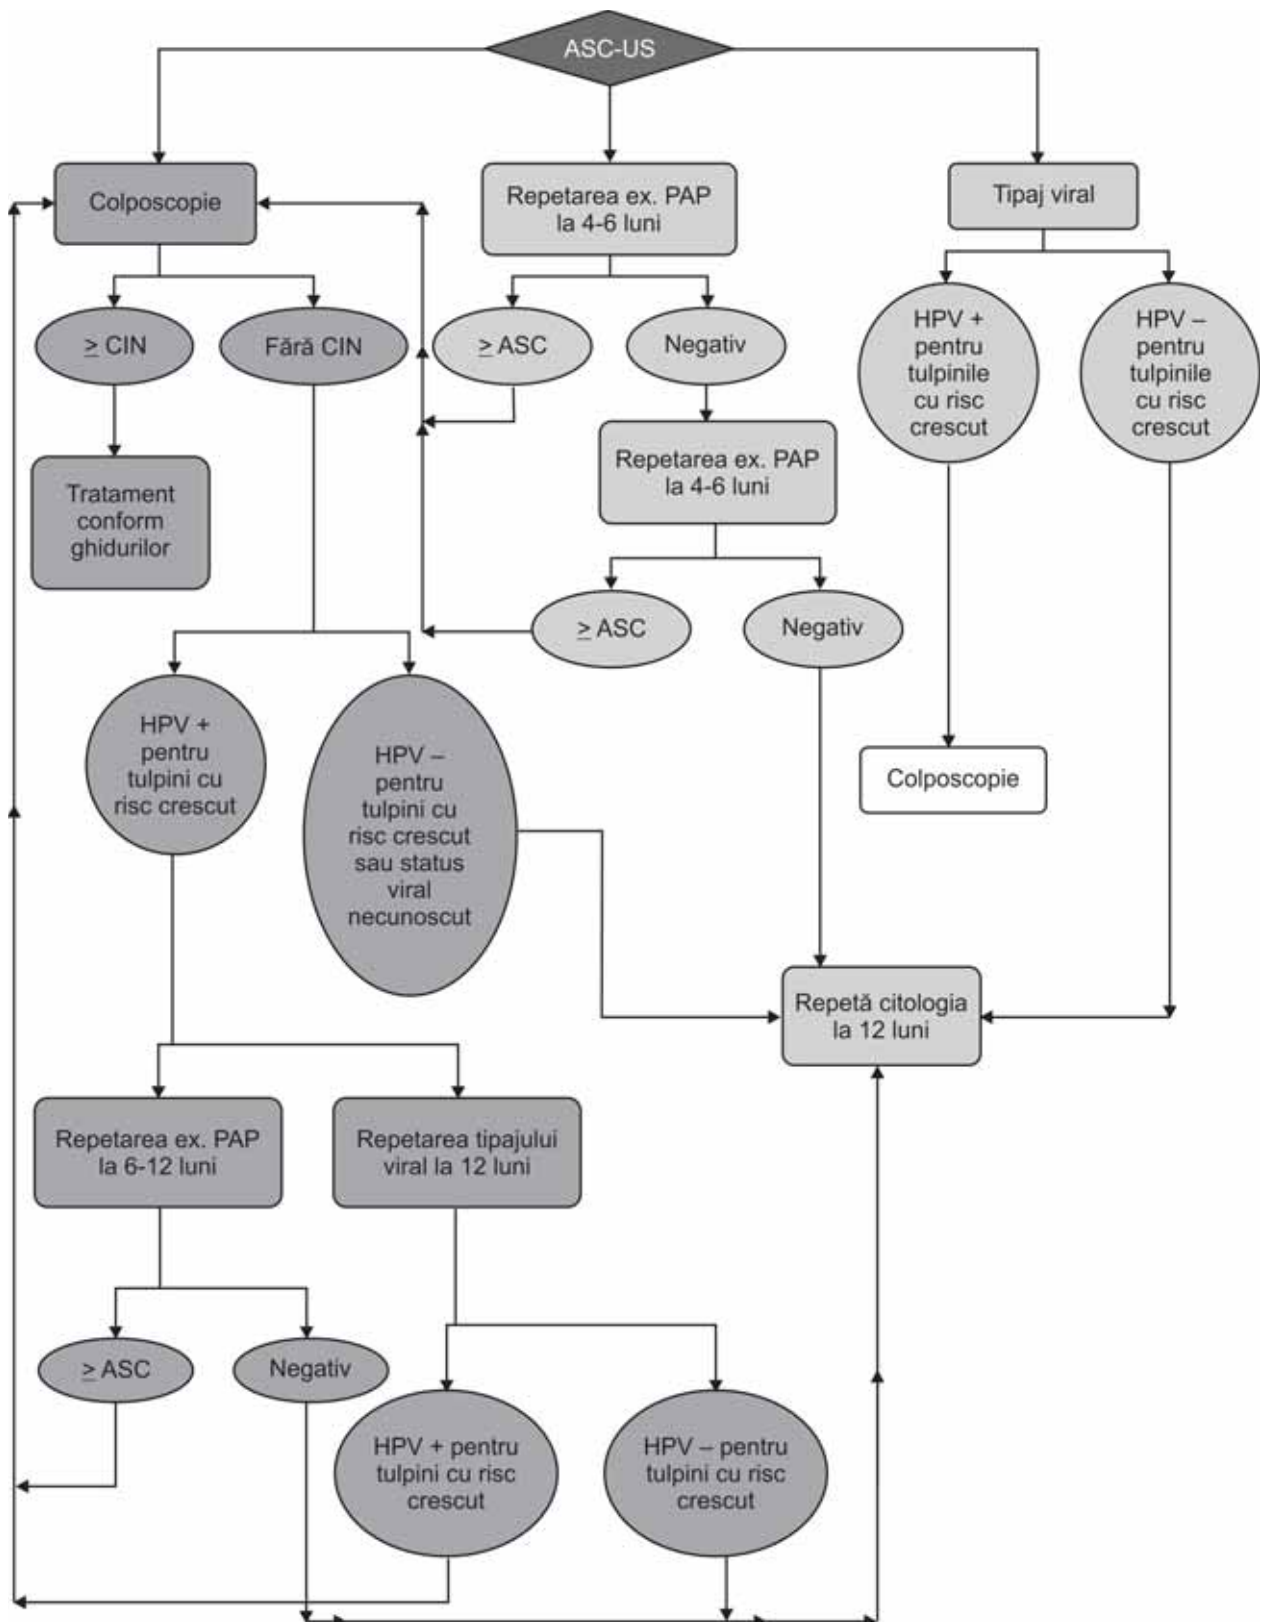 ASC-US
Colposcopie
Repetarea ex. PAP
la 4-6 luni
Tipaj viral
≥ CIN
Fără CIN
≥ ASC
Negativ
HPV +
pentru
tulpinile
cu risc
crescut
HPV –
pentru
tulpinile
cu risc
crescut
Tratament
conform
ghidurilor
Repetarea ex. PAP
la 4-6 luni
≥ ASC
Negativ
HPV +
pentru
tulpini cu
risc crescut
HPV –
pentru
tulpini cu
risc crescut
sau status
viral
necunoscut
Colposcopie
Repetă citologia
la 12 luni
Repetarea ex. PAP
la 6-12 luni
Repetarea tipajului
viral la 12 luni
≥ ASC
Negativ
HPV + pentru
tulpini cu risc
crescut
HPV – pentru
tulpini cu risc
crescut